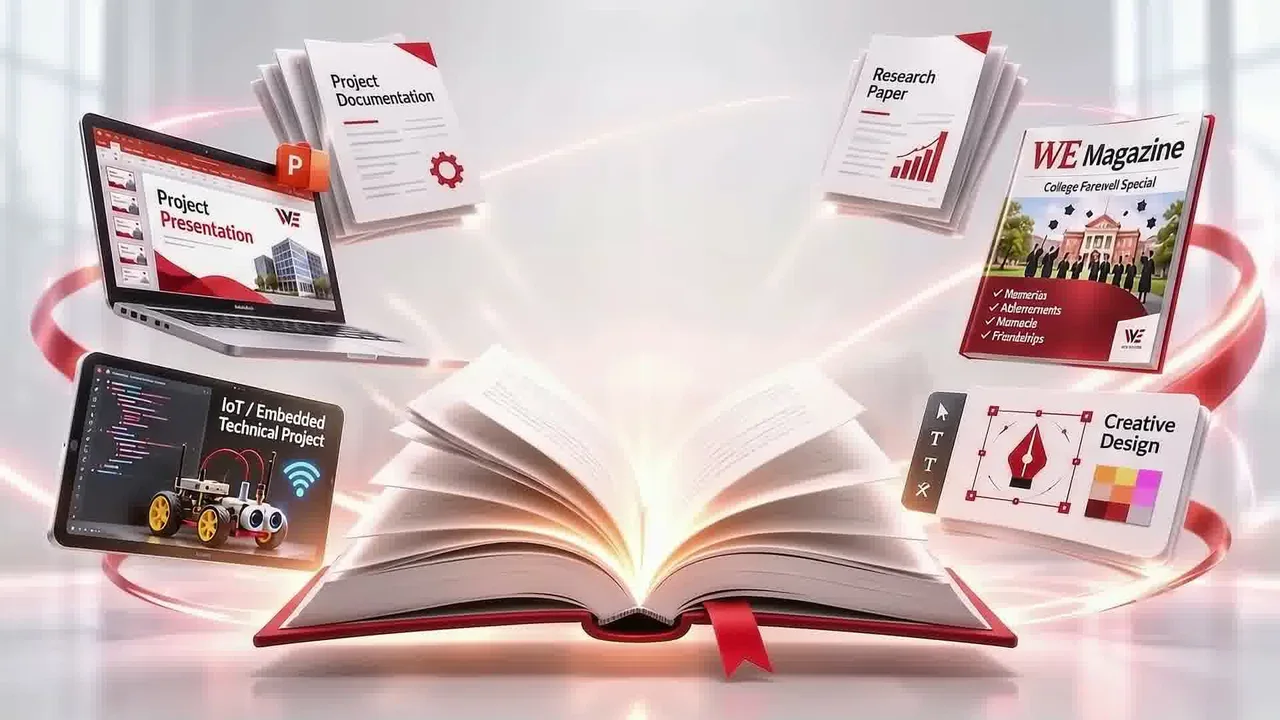 Project
Documentation
P
Project
Presentation
WE
IoT / Embedded
Technical Project
Research
Paper
WE Magazine
College Farewell Special
✓ Memories
✓ Friendships
WE
Creative
Design
T
T